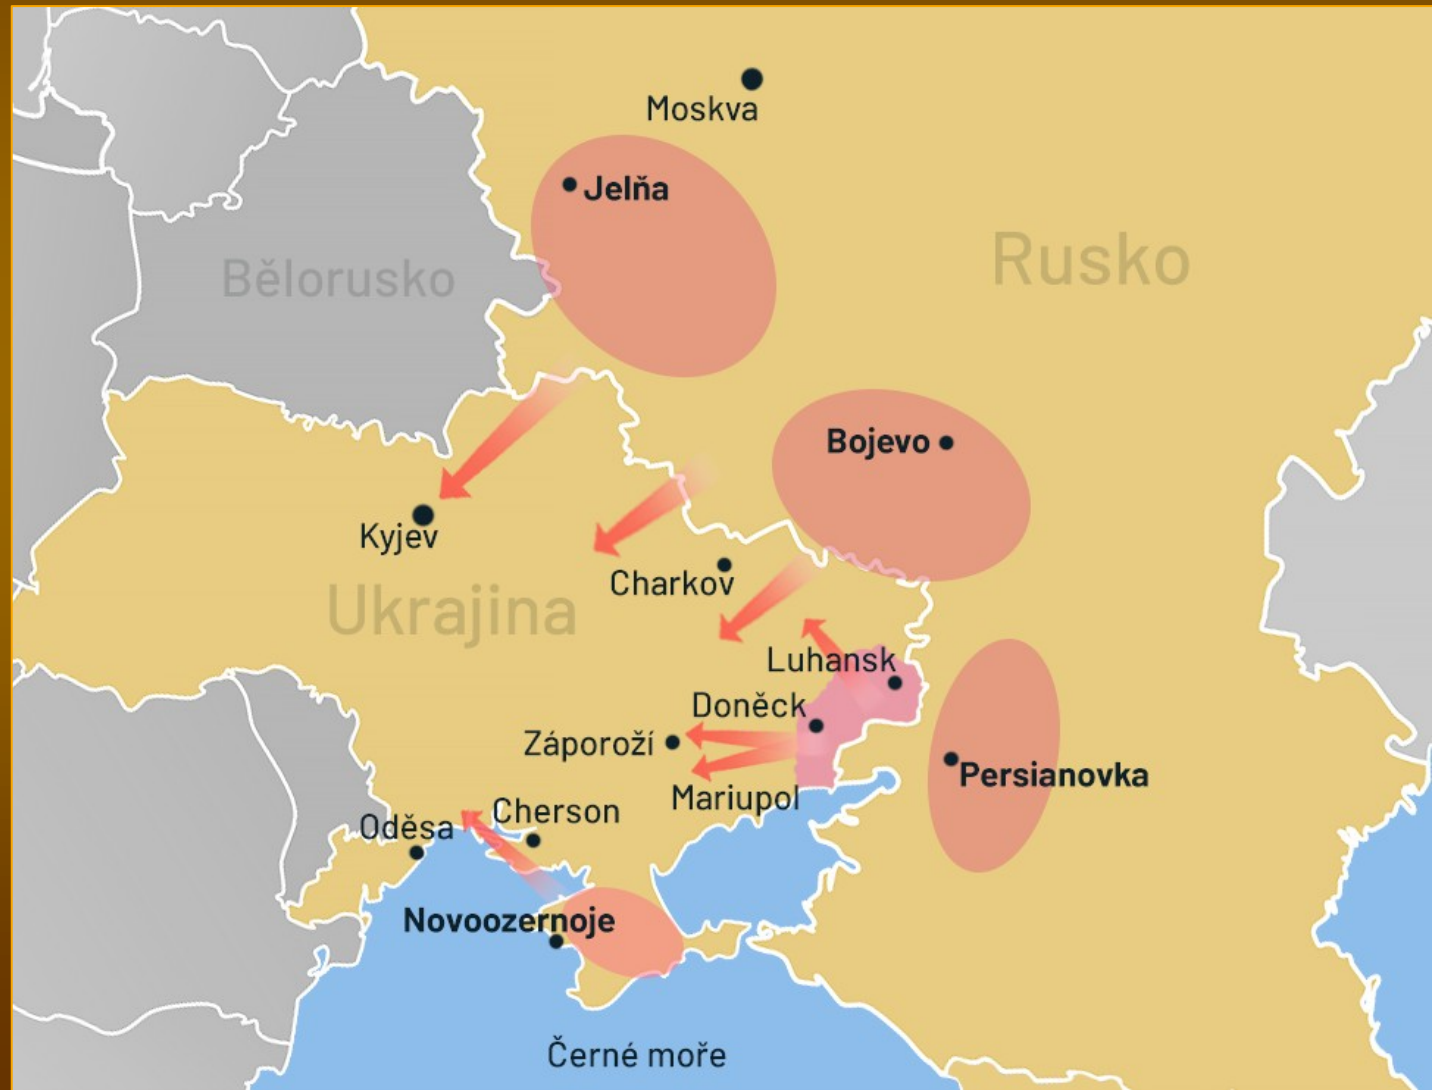 Moskva
Jelňa
Rusko
Bělorusko
Bojevo
Kyjev
Charkov
Ukrajina
Luhansk
Doněck
Záporoží
Persianovka
Mariupol
Cherson
Oděsa
Novoozernoje
Černé moře